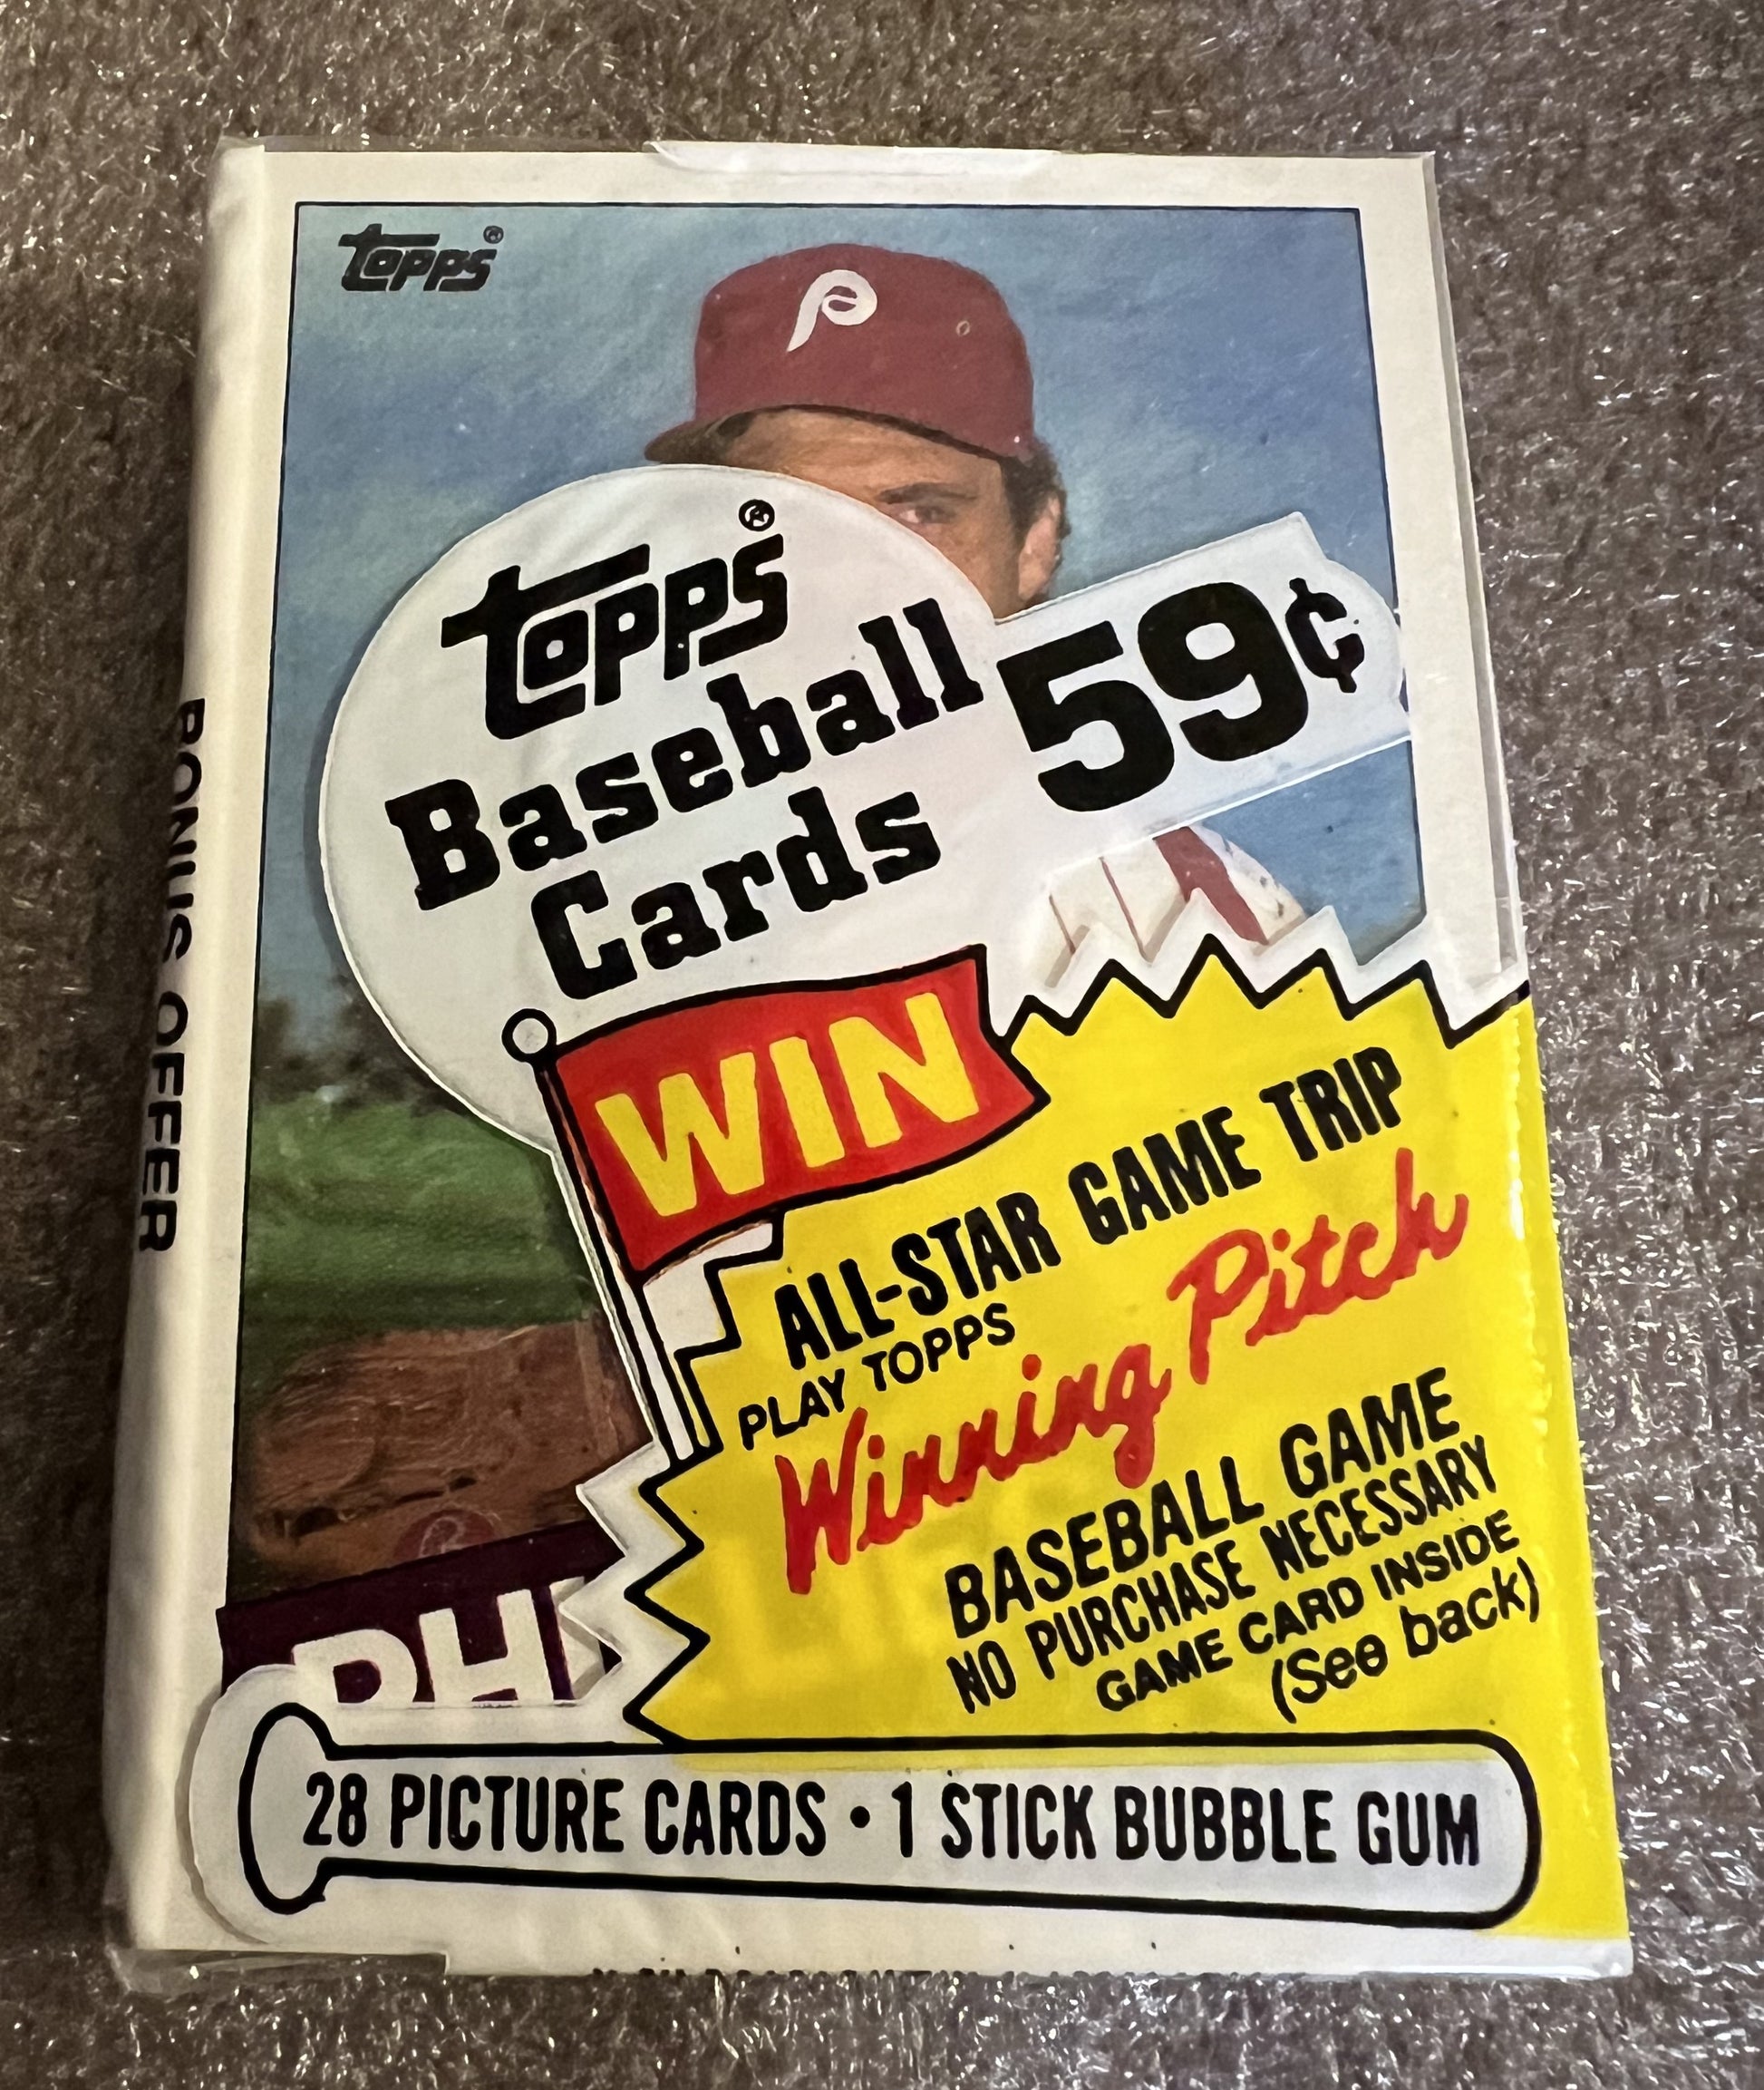 topps®
P
topps®
Baseball
Cards
59¢
WIN
ALL-STAR GAME TRIP
PLAY TOPPS
Winning Pitch
BASEBALL GAME
NO PURCHASE NECESSARY
GAME CARD INSIDE
(See back)
PHI
28 PICTURE CARDS • 1 STICK BUBBLE GUM
BONUS OFFER